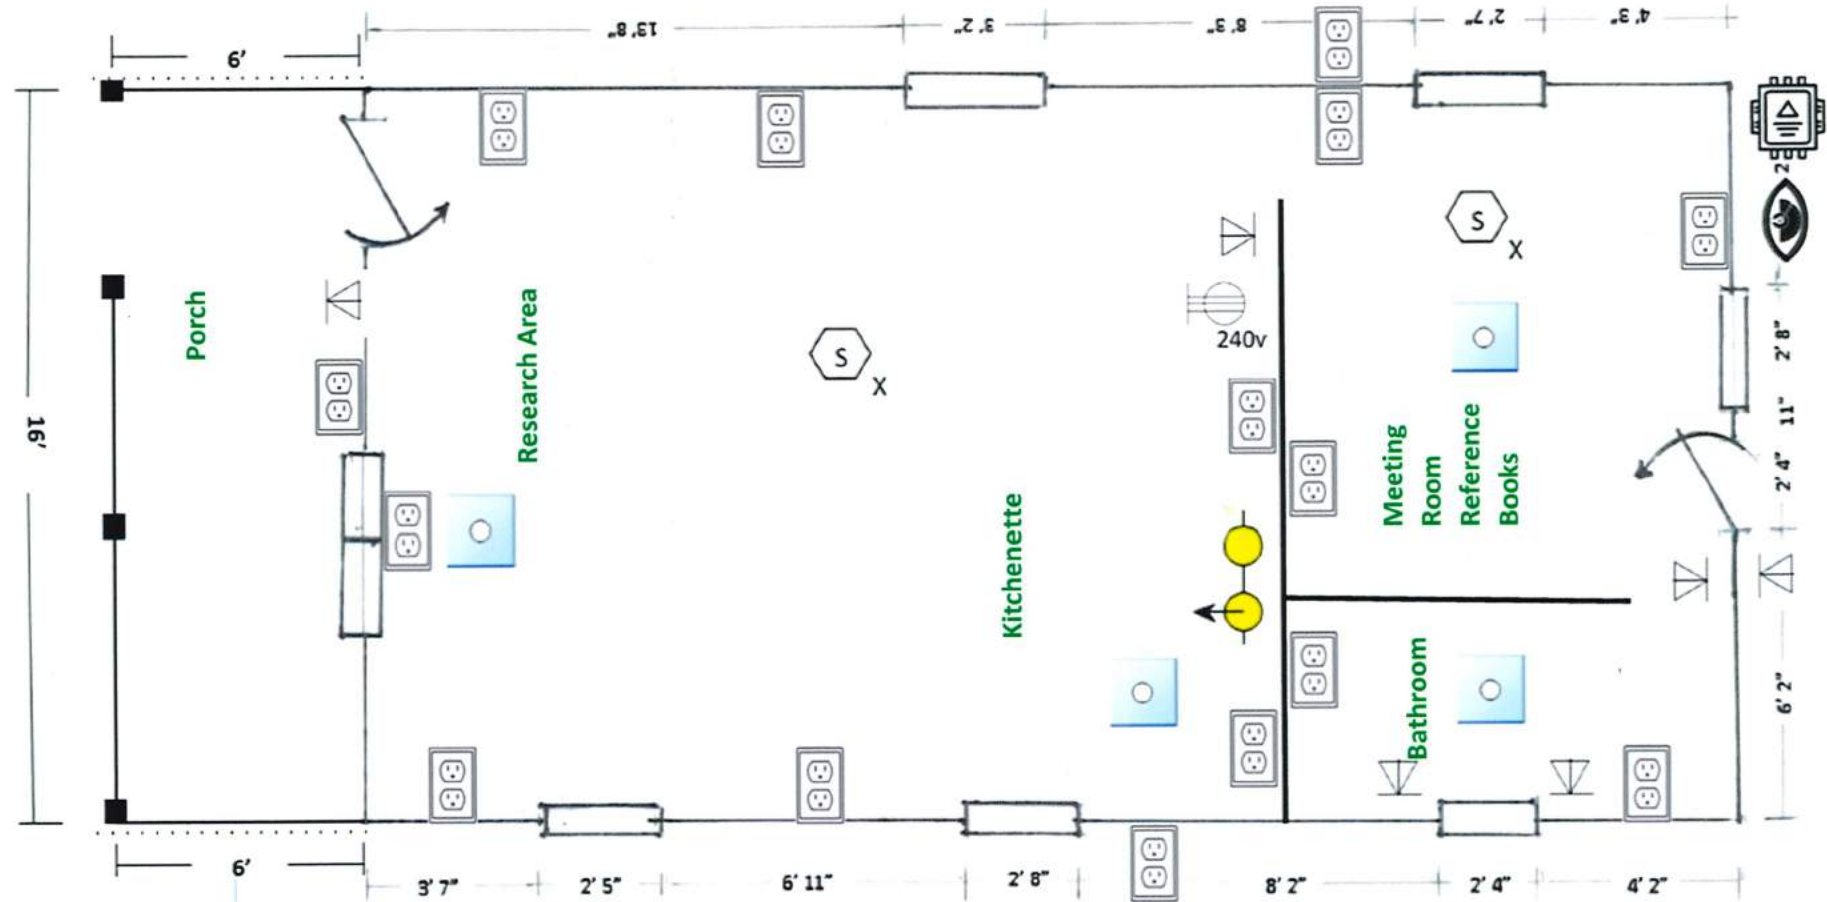 13' 8"
3' 2"
8' 3"
2' 7"
4' 3"
6'
16'
Porch
Research Area
S
X
240v
Kitchenette
S
X
Meeting
Room
Reference
Books
Bathroom
2
2' 8"
11"
2' 4"
6' 2"
6'
3' 7"
2' 5"
6' 11"
2' 8"
8' 2"
2' 4"
4' 2"